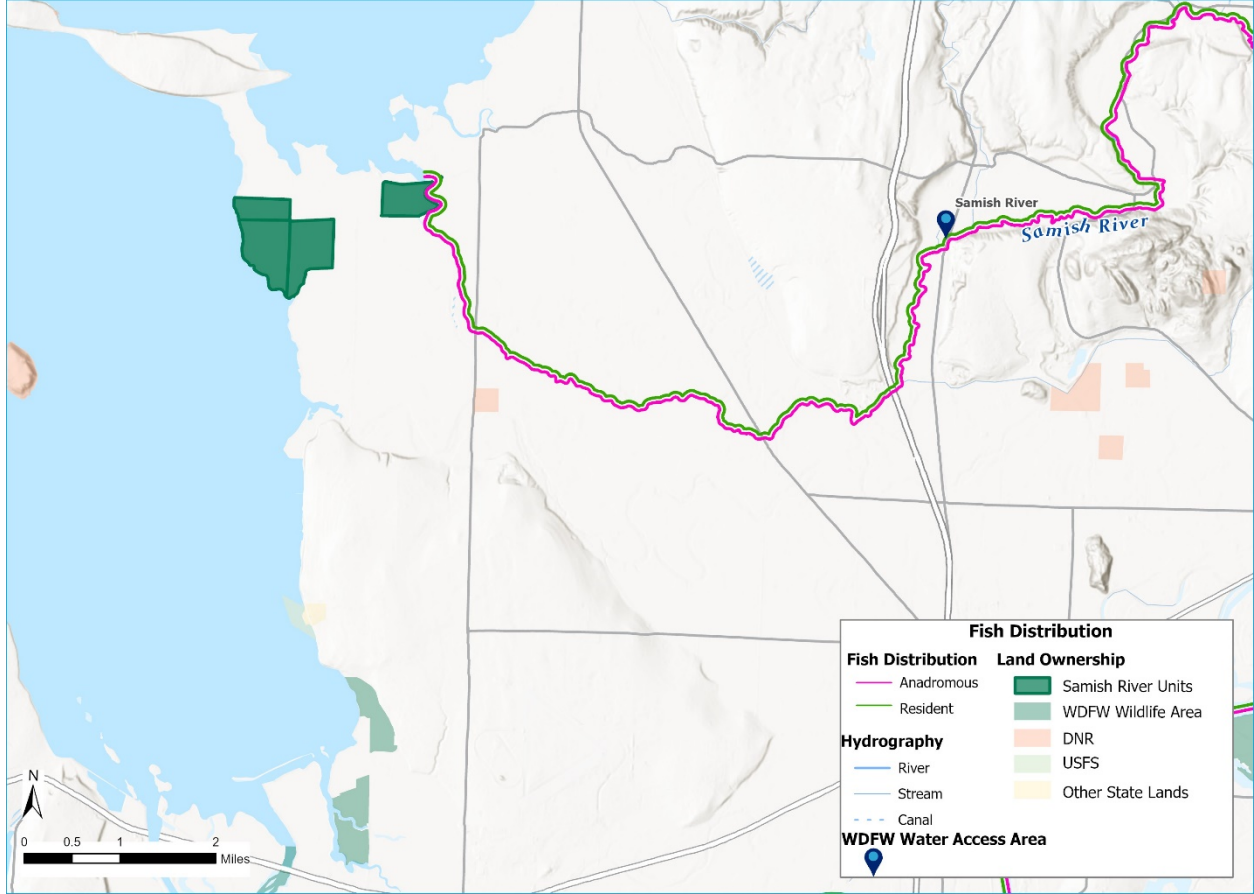 Samish River
Samish River
Fish Distribution
Fish Distribution
Anadromous
Resident
Hydrography
River
Stream
Canal
WDFW Water Access Area
Land Ownership
Samish River Units
WDFW Wildlife Area
DNR
USFS
Other State Lands
N
0 0.5 1 2
Miles